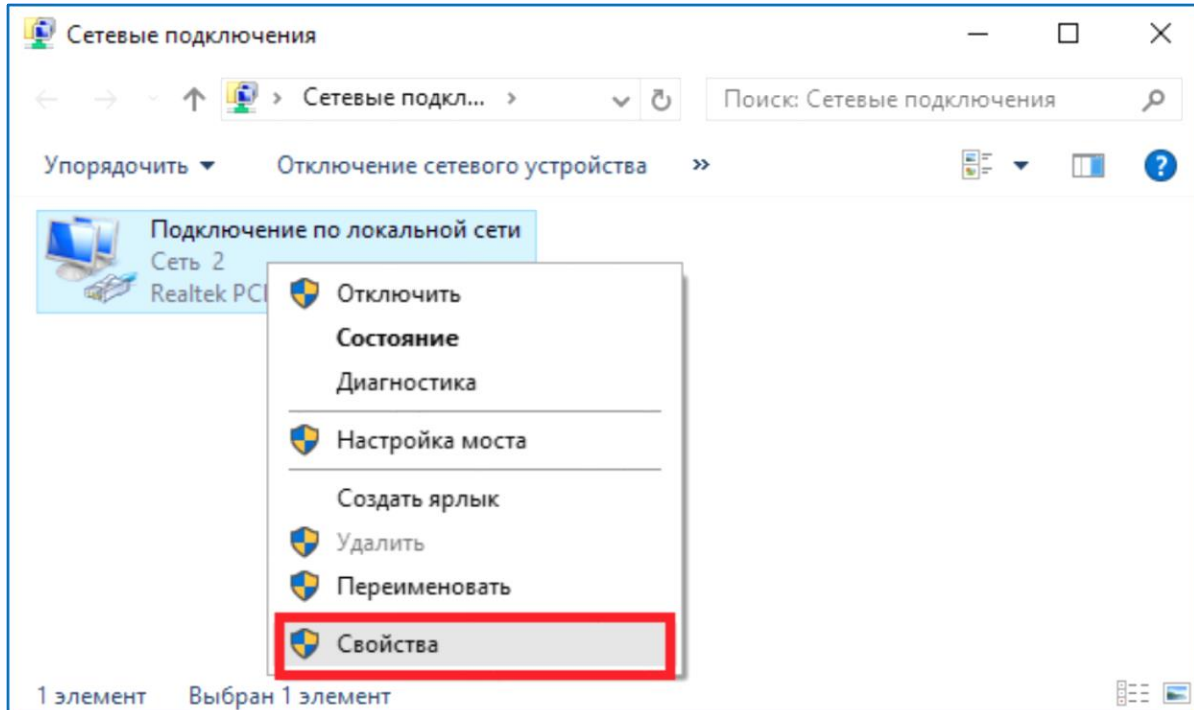 Сетевые подключения
Сетевые подкл...
Поиск: Сетевые подключения
Упорядочить
Отключение сетевого устройства
»
Подключение по локальной сети
Сеть 2
Realtek PCI
Отключить
Состояние
Диагностика
Настройка моста
Создать ярлык
Удалить
Переименовать
Свойства
1 элемент
Выбран 1 элемент